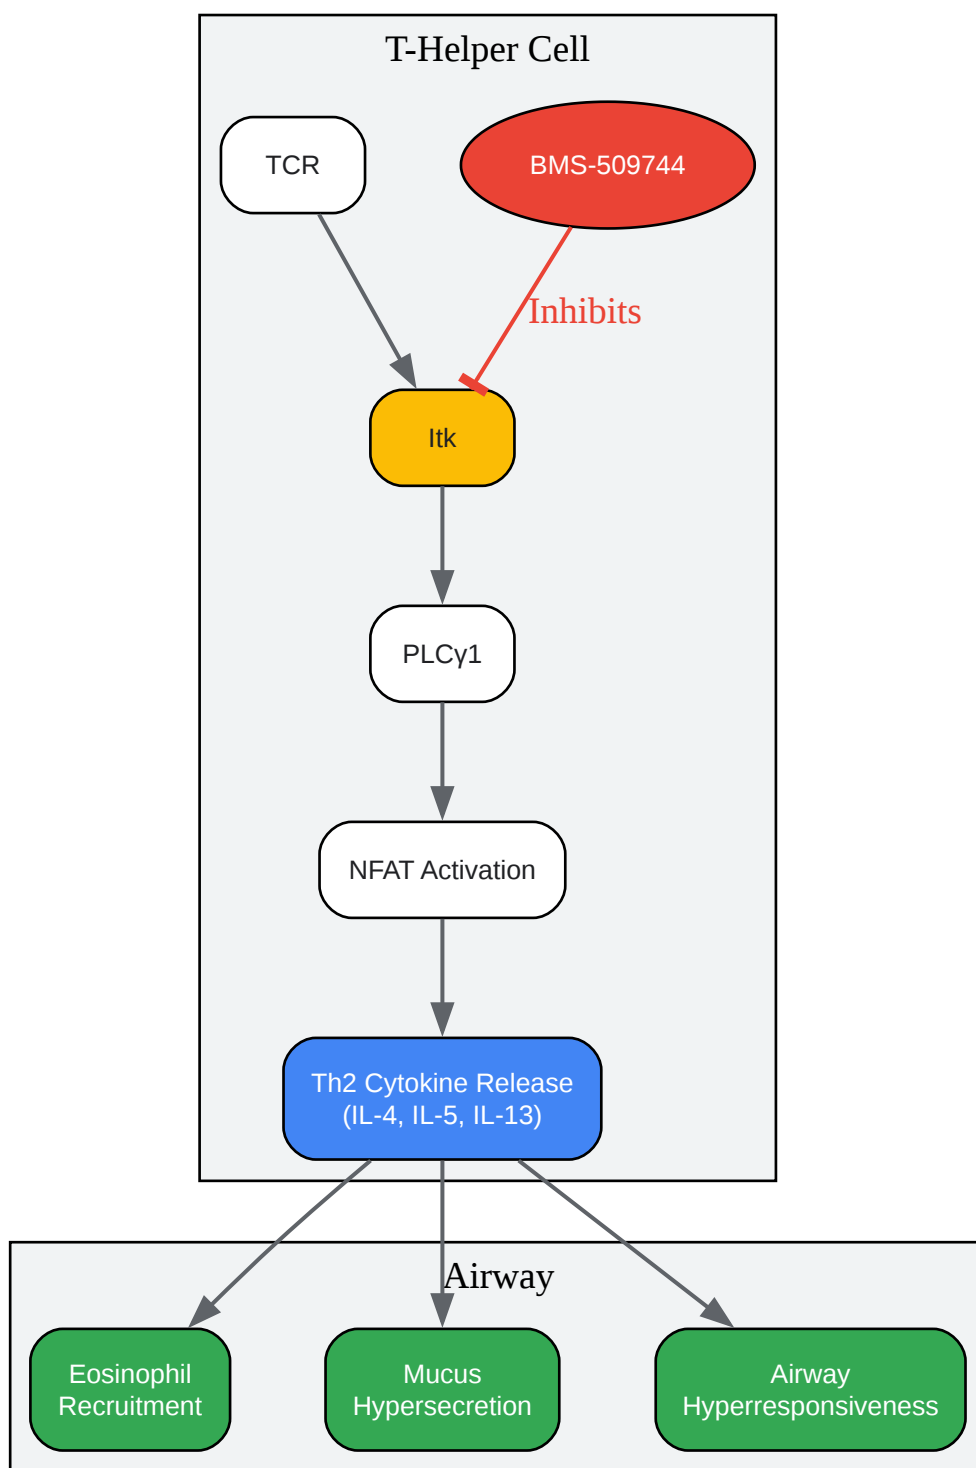 T-Helper Cell
TCR
BMS-509744
Inhibits
Itk
PLCγ1
NFAT Activation
Th2 Cytokine Release
(IL-4, IL-5, IL-13)
Airway
Eosinophil
Recruitment
Mucus
Hypersecretion
Airway
Hyperresponsiveness